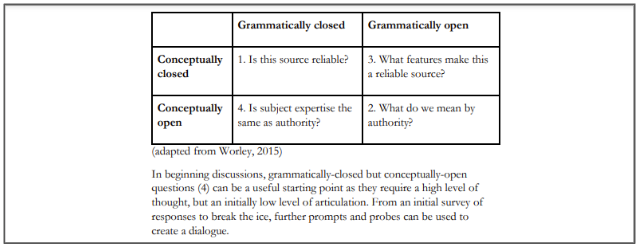 Grammatically closed Grammatically open
Conceptually 1. Is this source reliable? 3. What features make this
closed a reliable source?
Conceptually 4. Is subject expertise the 2. What do we mean by
open same as authority? authority?
(adapted from Worley, 2015)
In beginning discussions, grammatically-closed but conceptually-open
questions (4) can be a useful starting point as they require a high level of
thought, but an initially low level of articulation. From an initial survey of
responses to break the ice, further prompts and probes can be used to
create a dialogue.